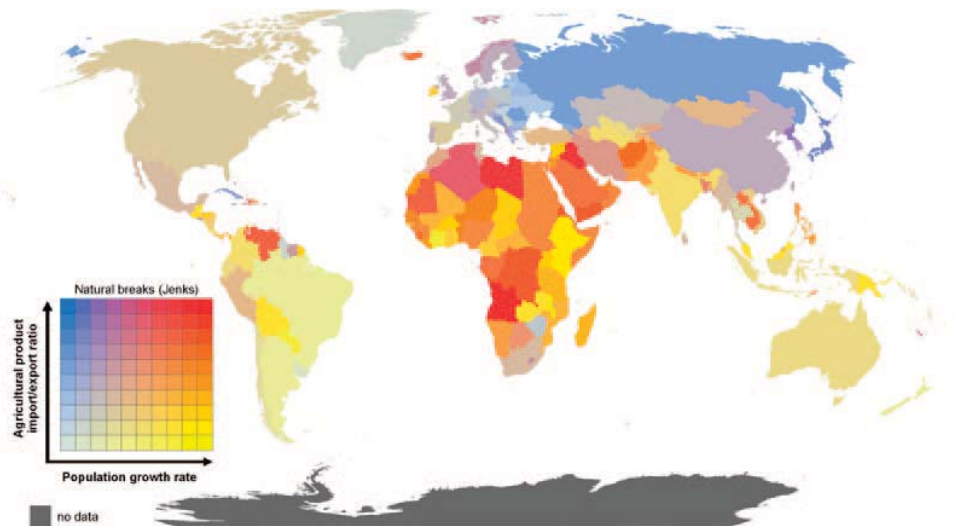 Natural breaks (Jenks)
Agricultural product
import/export ratio
Population growth rate
no data